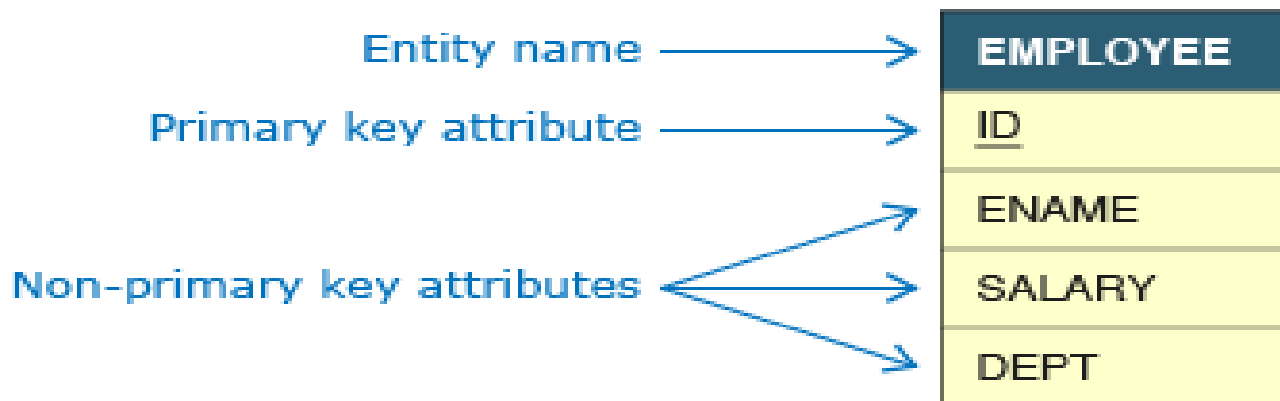 Entity name
EMPLOYEE
Primary key attribute
ID
ENAME
Non-primary key attributes
SALARY
DEPT